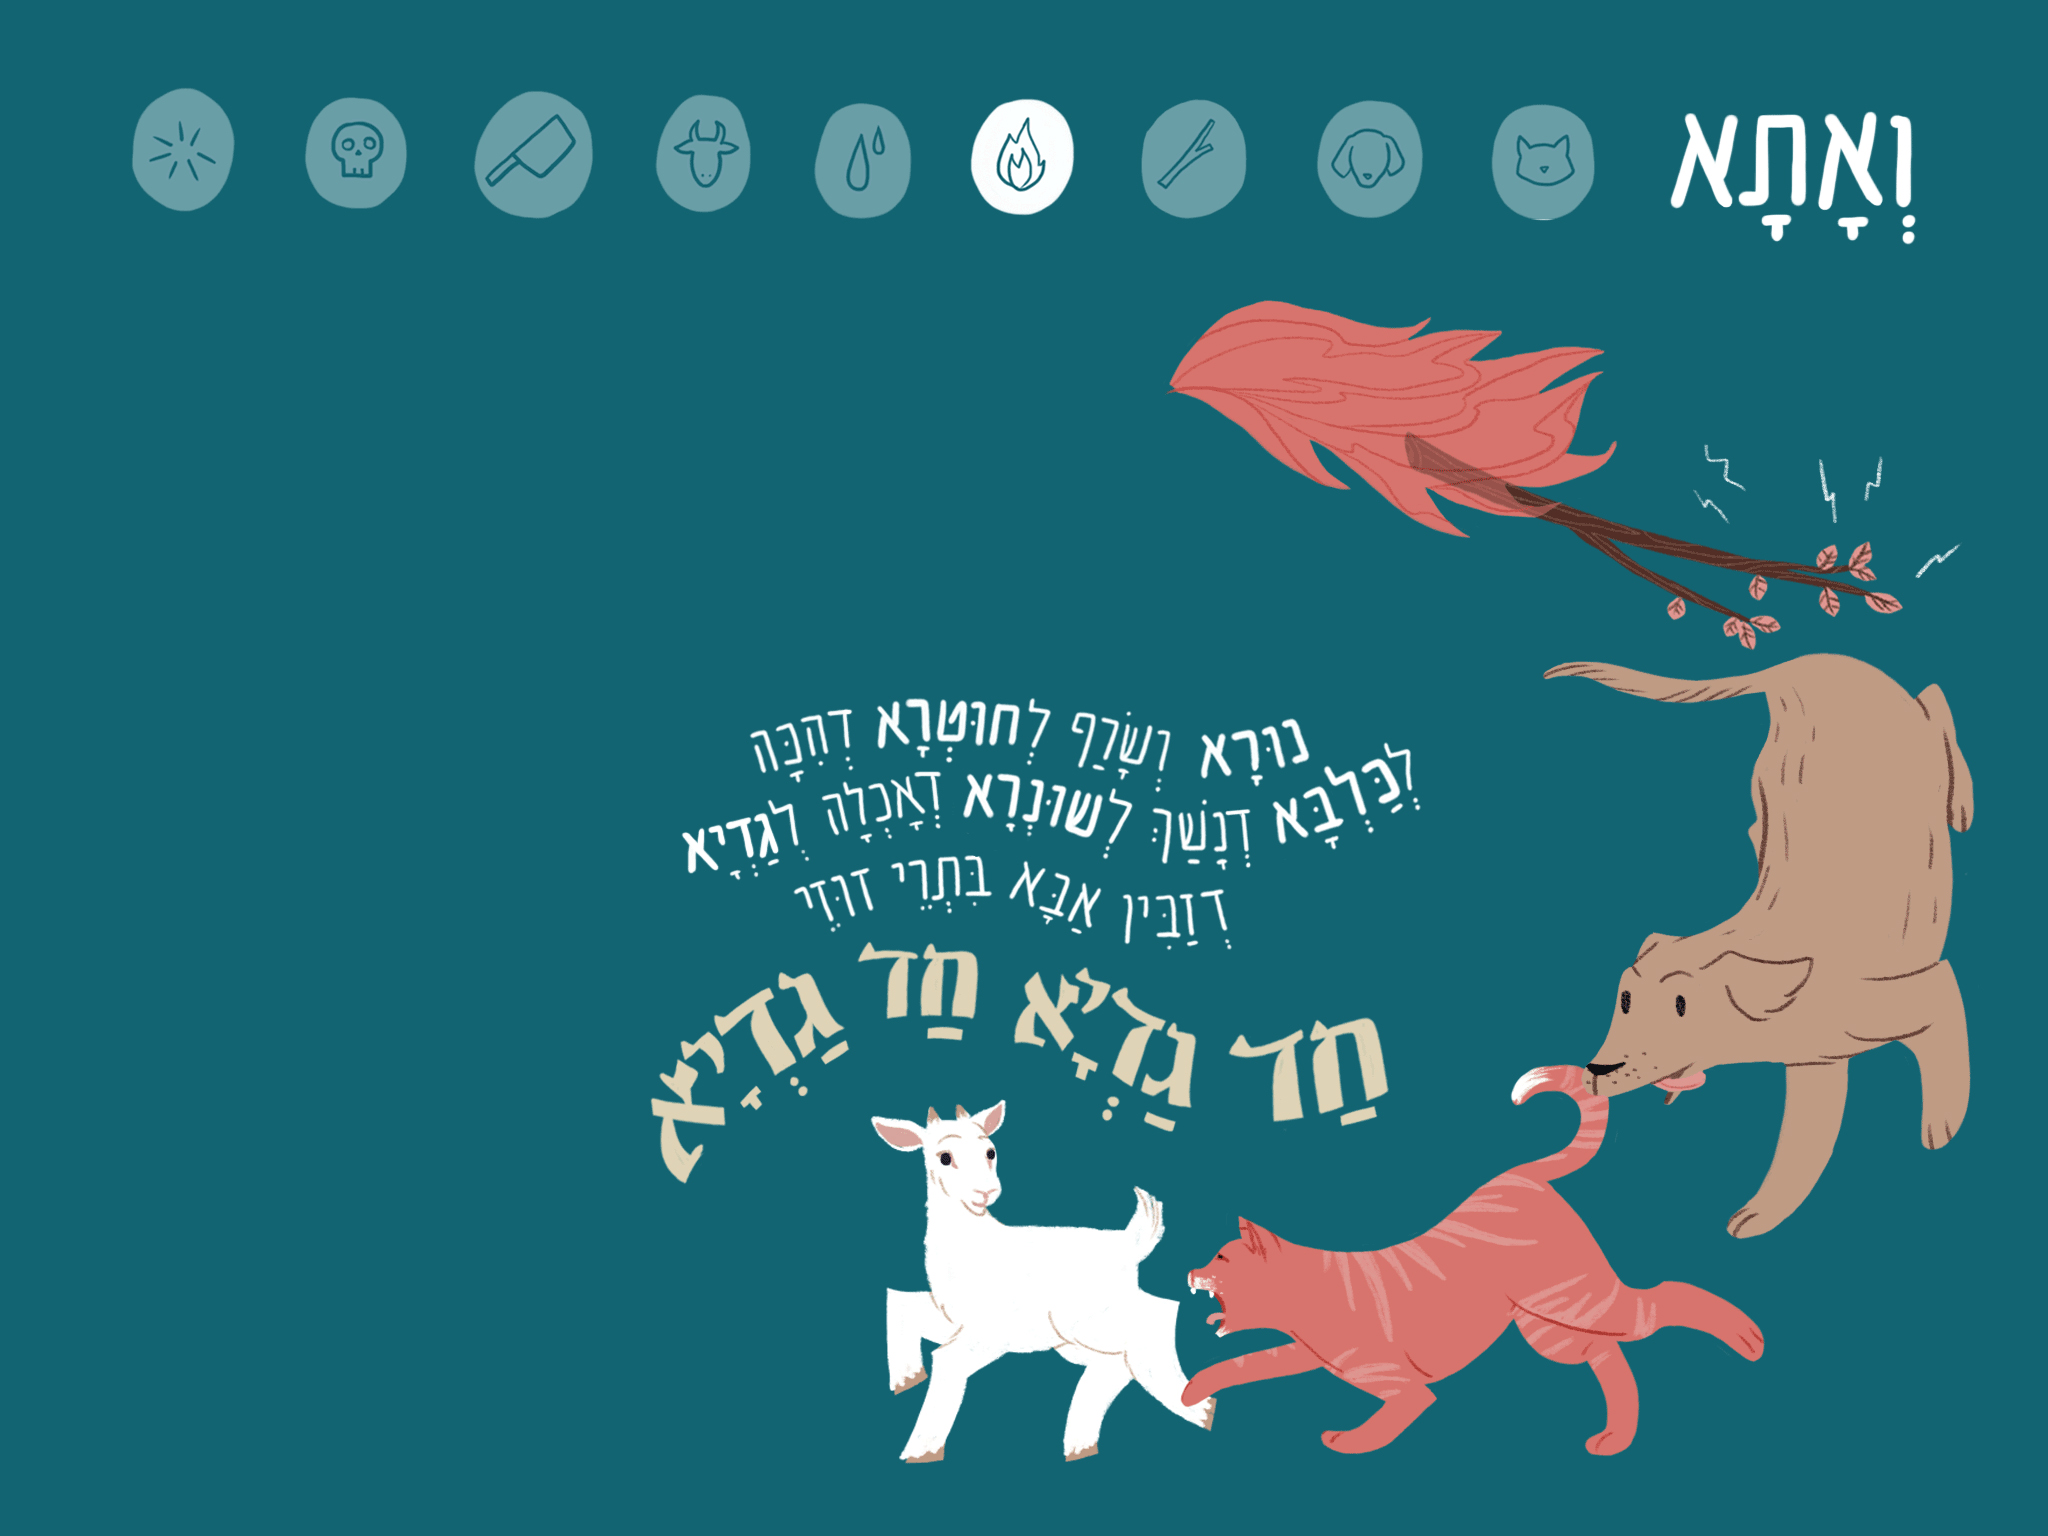 וְאָתָא
נוּרָא וְשָׂרַף לְחוּטְרָא דְהִכָּה
לְכַּלְבָּא דְנָשַׁךְ לְשׁוּנְרָא דְאָכְלָה לְגַדְיָא
דְזַבִּין אַבָּא בִּתְרֵי זוּזֵי
חַד גַּדְיָא חַד גַּדְיָא